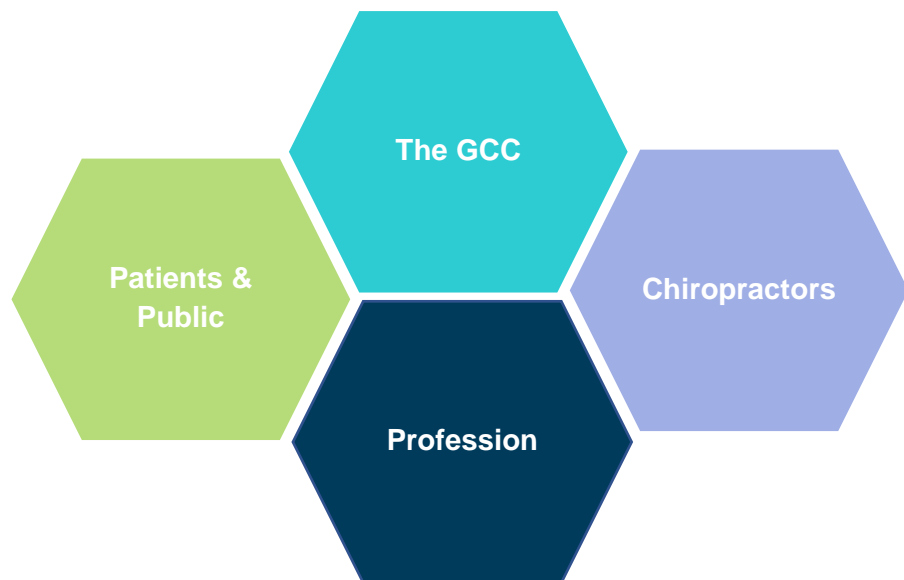 The GCC
Patients &
Public
Chiropractors
Profession